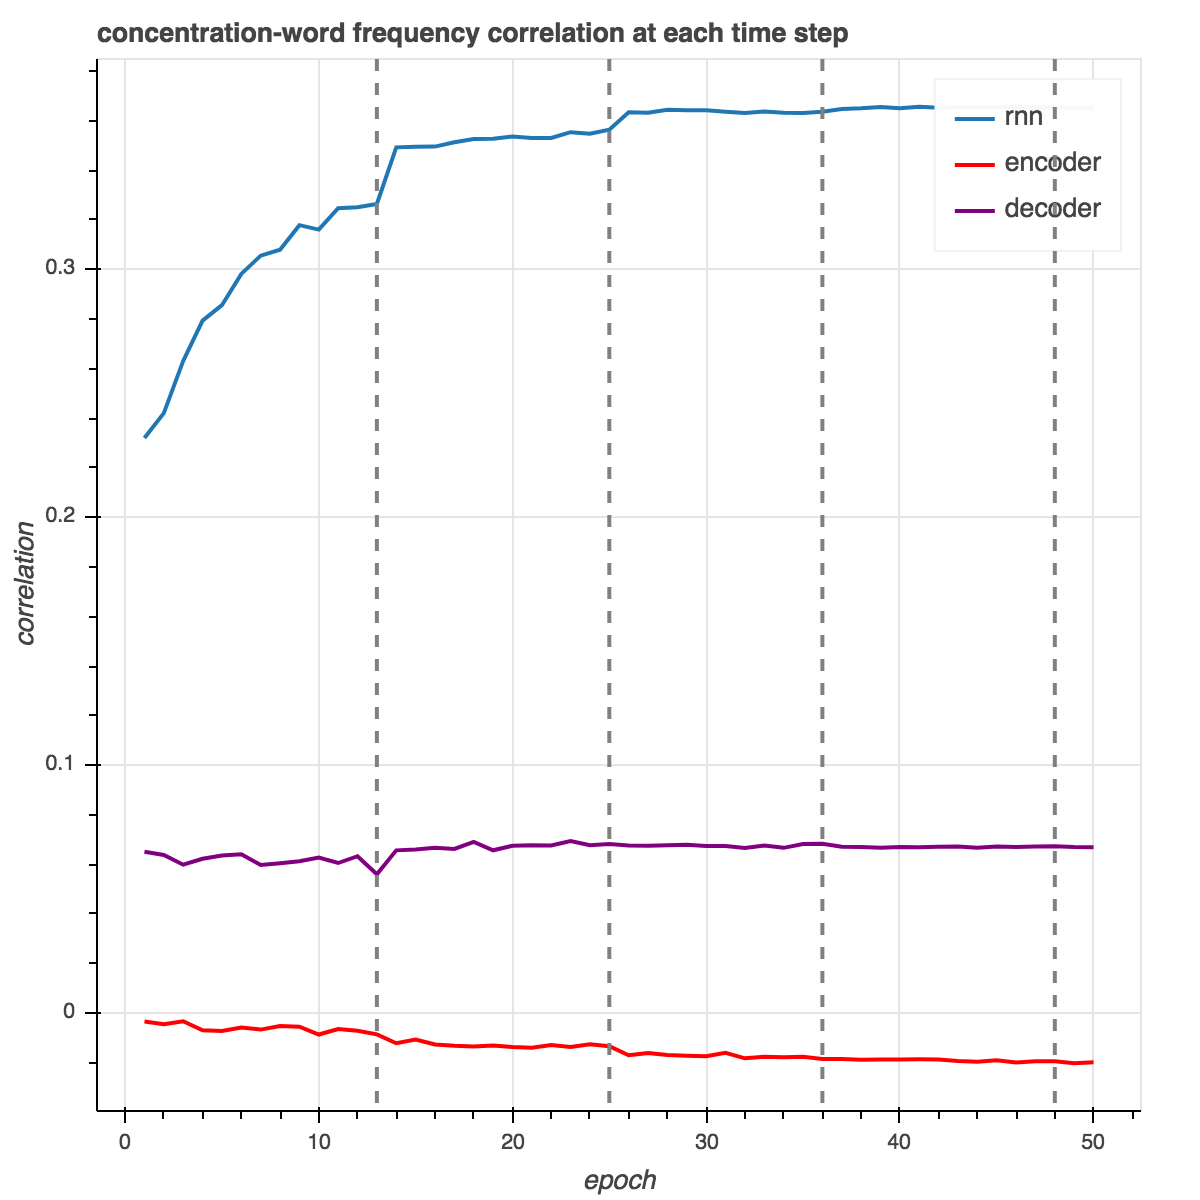 concentration-word frequency correlation at each time step
rnn
encoder
decoder
0.3
0.2
0.1
0
correlation
0 10 20 30 40 50
epoch